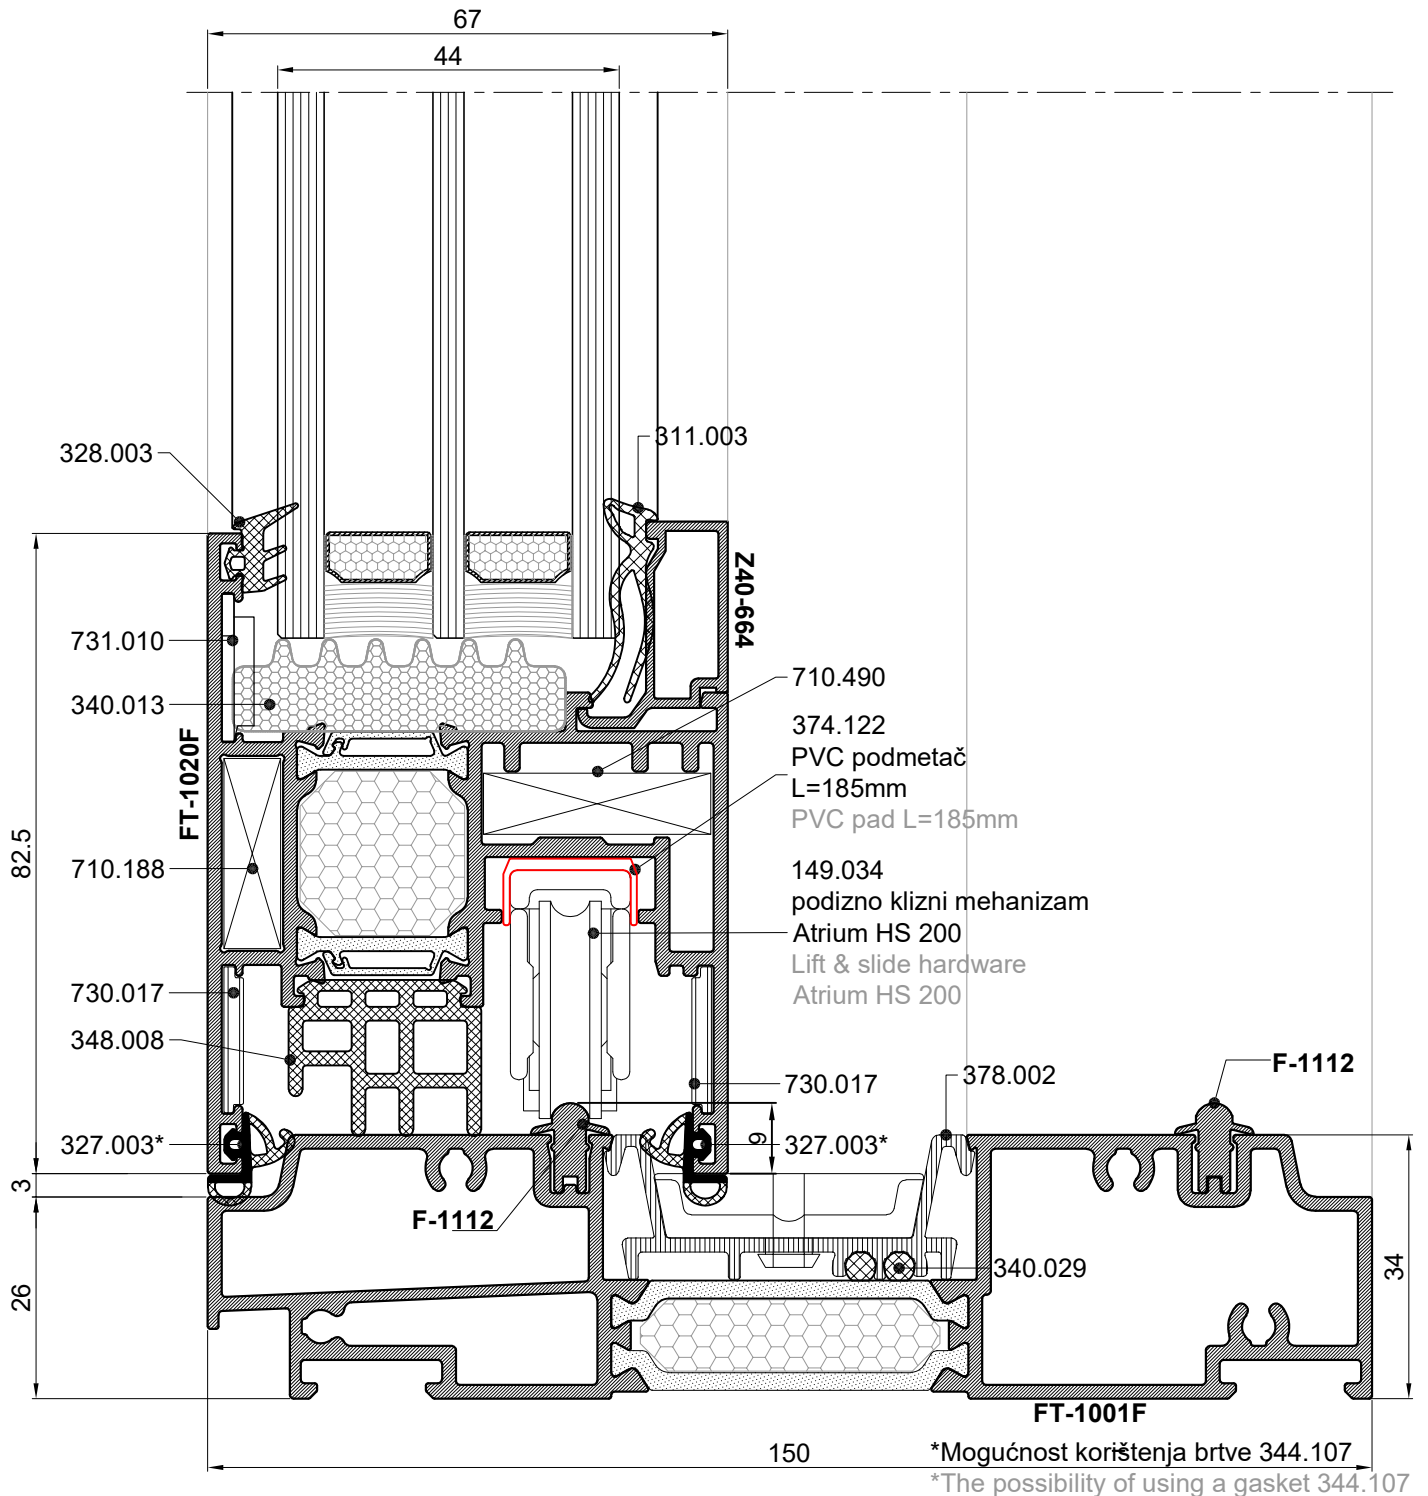 67
44
328.003
311.003
Z40-664
731.010
340.013
710.490
374.122
PVC podmetač
L=185mm
PVC pad L=185mm
FT-1020F
82.5
710.188
149.034
podizno klizni mehanizam
Atrium HS 200
Lift & slide hardware
Atrium HS 200
730.017
348.008
730.017
378.002
F-1112
327.003*
9
327.003*
3
F-1112
340.029
26
34
FT-1001F
150
*Mogućnost korištenja brtve 344.107
*The possibility of using a gasket 344.107